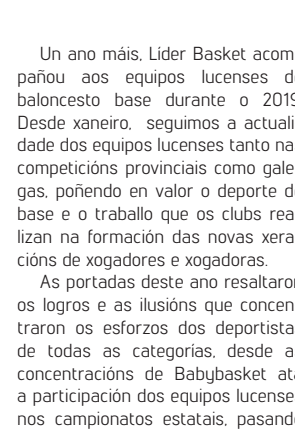 Un ano máis, Líder Basket acom
pañou aos equipos lucenses d
baloncesto base durante o 2019
Desde xaneiro, seguimos a actuali
dade dos equipos lucenses tanto na
competicións provinciais como gale
gas, poñendo en valor o deporte d
base e o traballo que os clubs rea
lizan na formación das novas xera
cións de xogadores e xogadoras.
As portadas deste ano resaltaron
os logros e as ilusións que concen
traron os esforzos dos deportista
de todas as categorías, desde a
concentracións de Babybasket ata
a participación dos equipos lucense
nos campionatos estatais, pasando